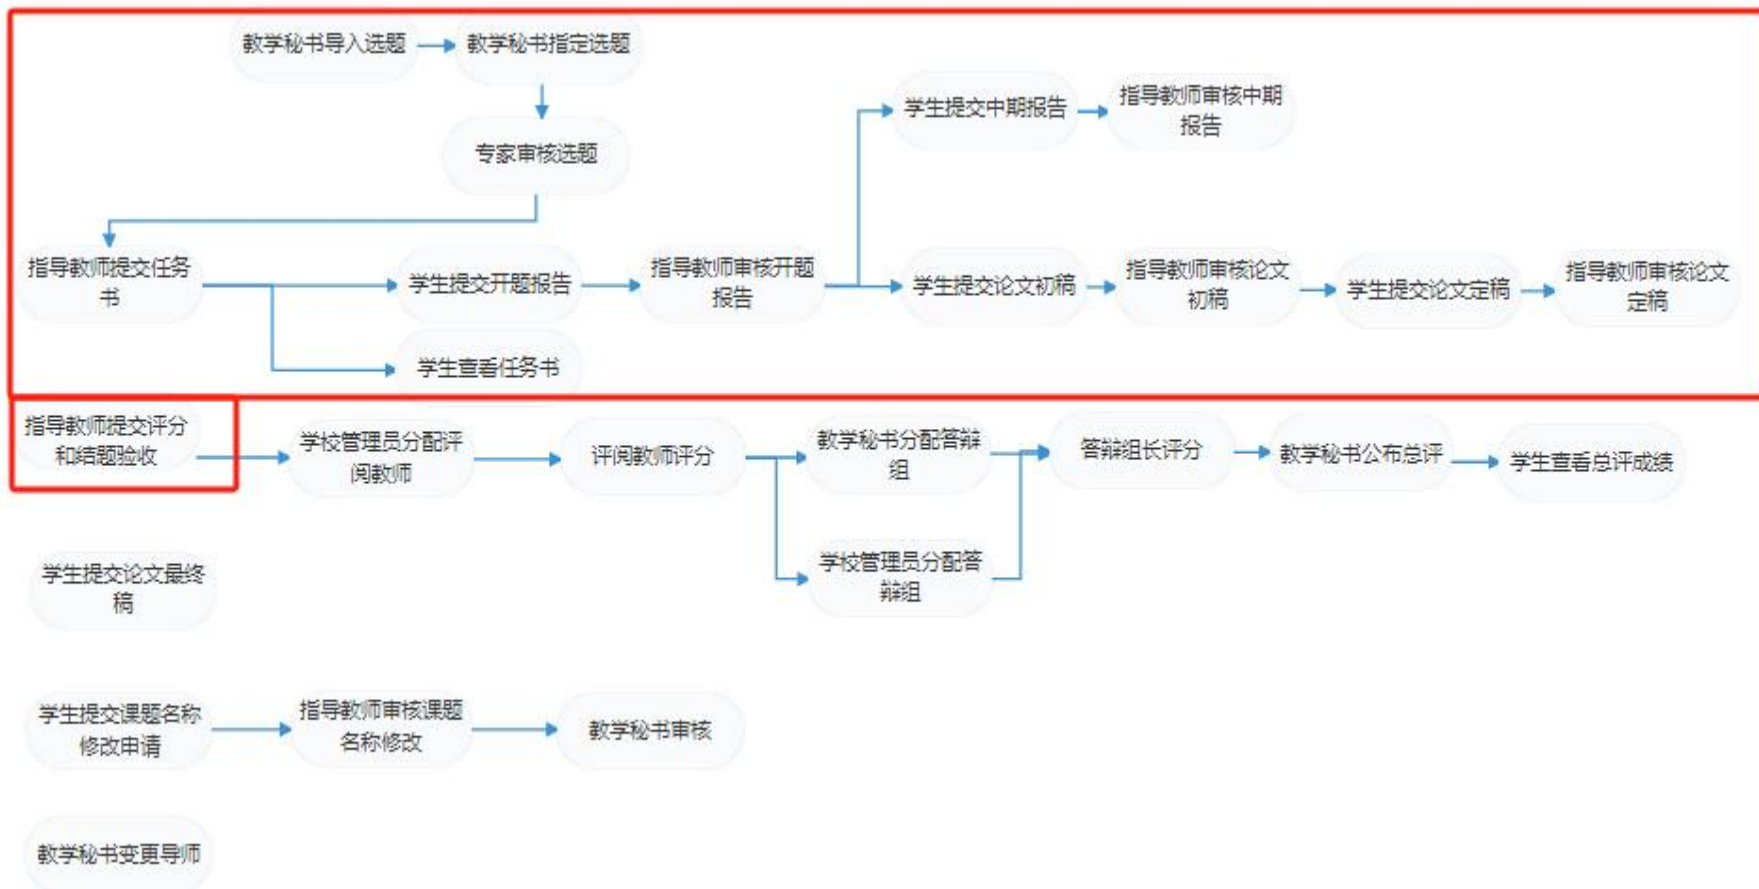 教学秘书导入选题
教学秘书指定选题
专家审核选题
学生提交中期报告
指导教师审核中期
报告
指导教师提交任务
书
学生提交开题报告
指导教师审核开题
报告
学生提交论文初稿
指导教师审核论文
初稿
学生提交论文定稿
指导教师审核论文
定稿
学生查看任务书
指导教师提交评分
和结题验收
学校管理员分配评
阅教师
评阅教师评分
教学秘书分配答辩
组
答辩组长评分
教学秘书公布总评
学生查看总评成绩
学校管理员分配答
辩组
学生提交论文最终
稿
学生提交课题名称
修改申请
指导教师审核课题
名称修改
教学秘书审核
教学秘书变更导师